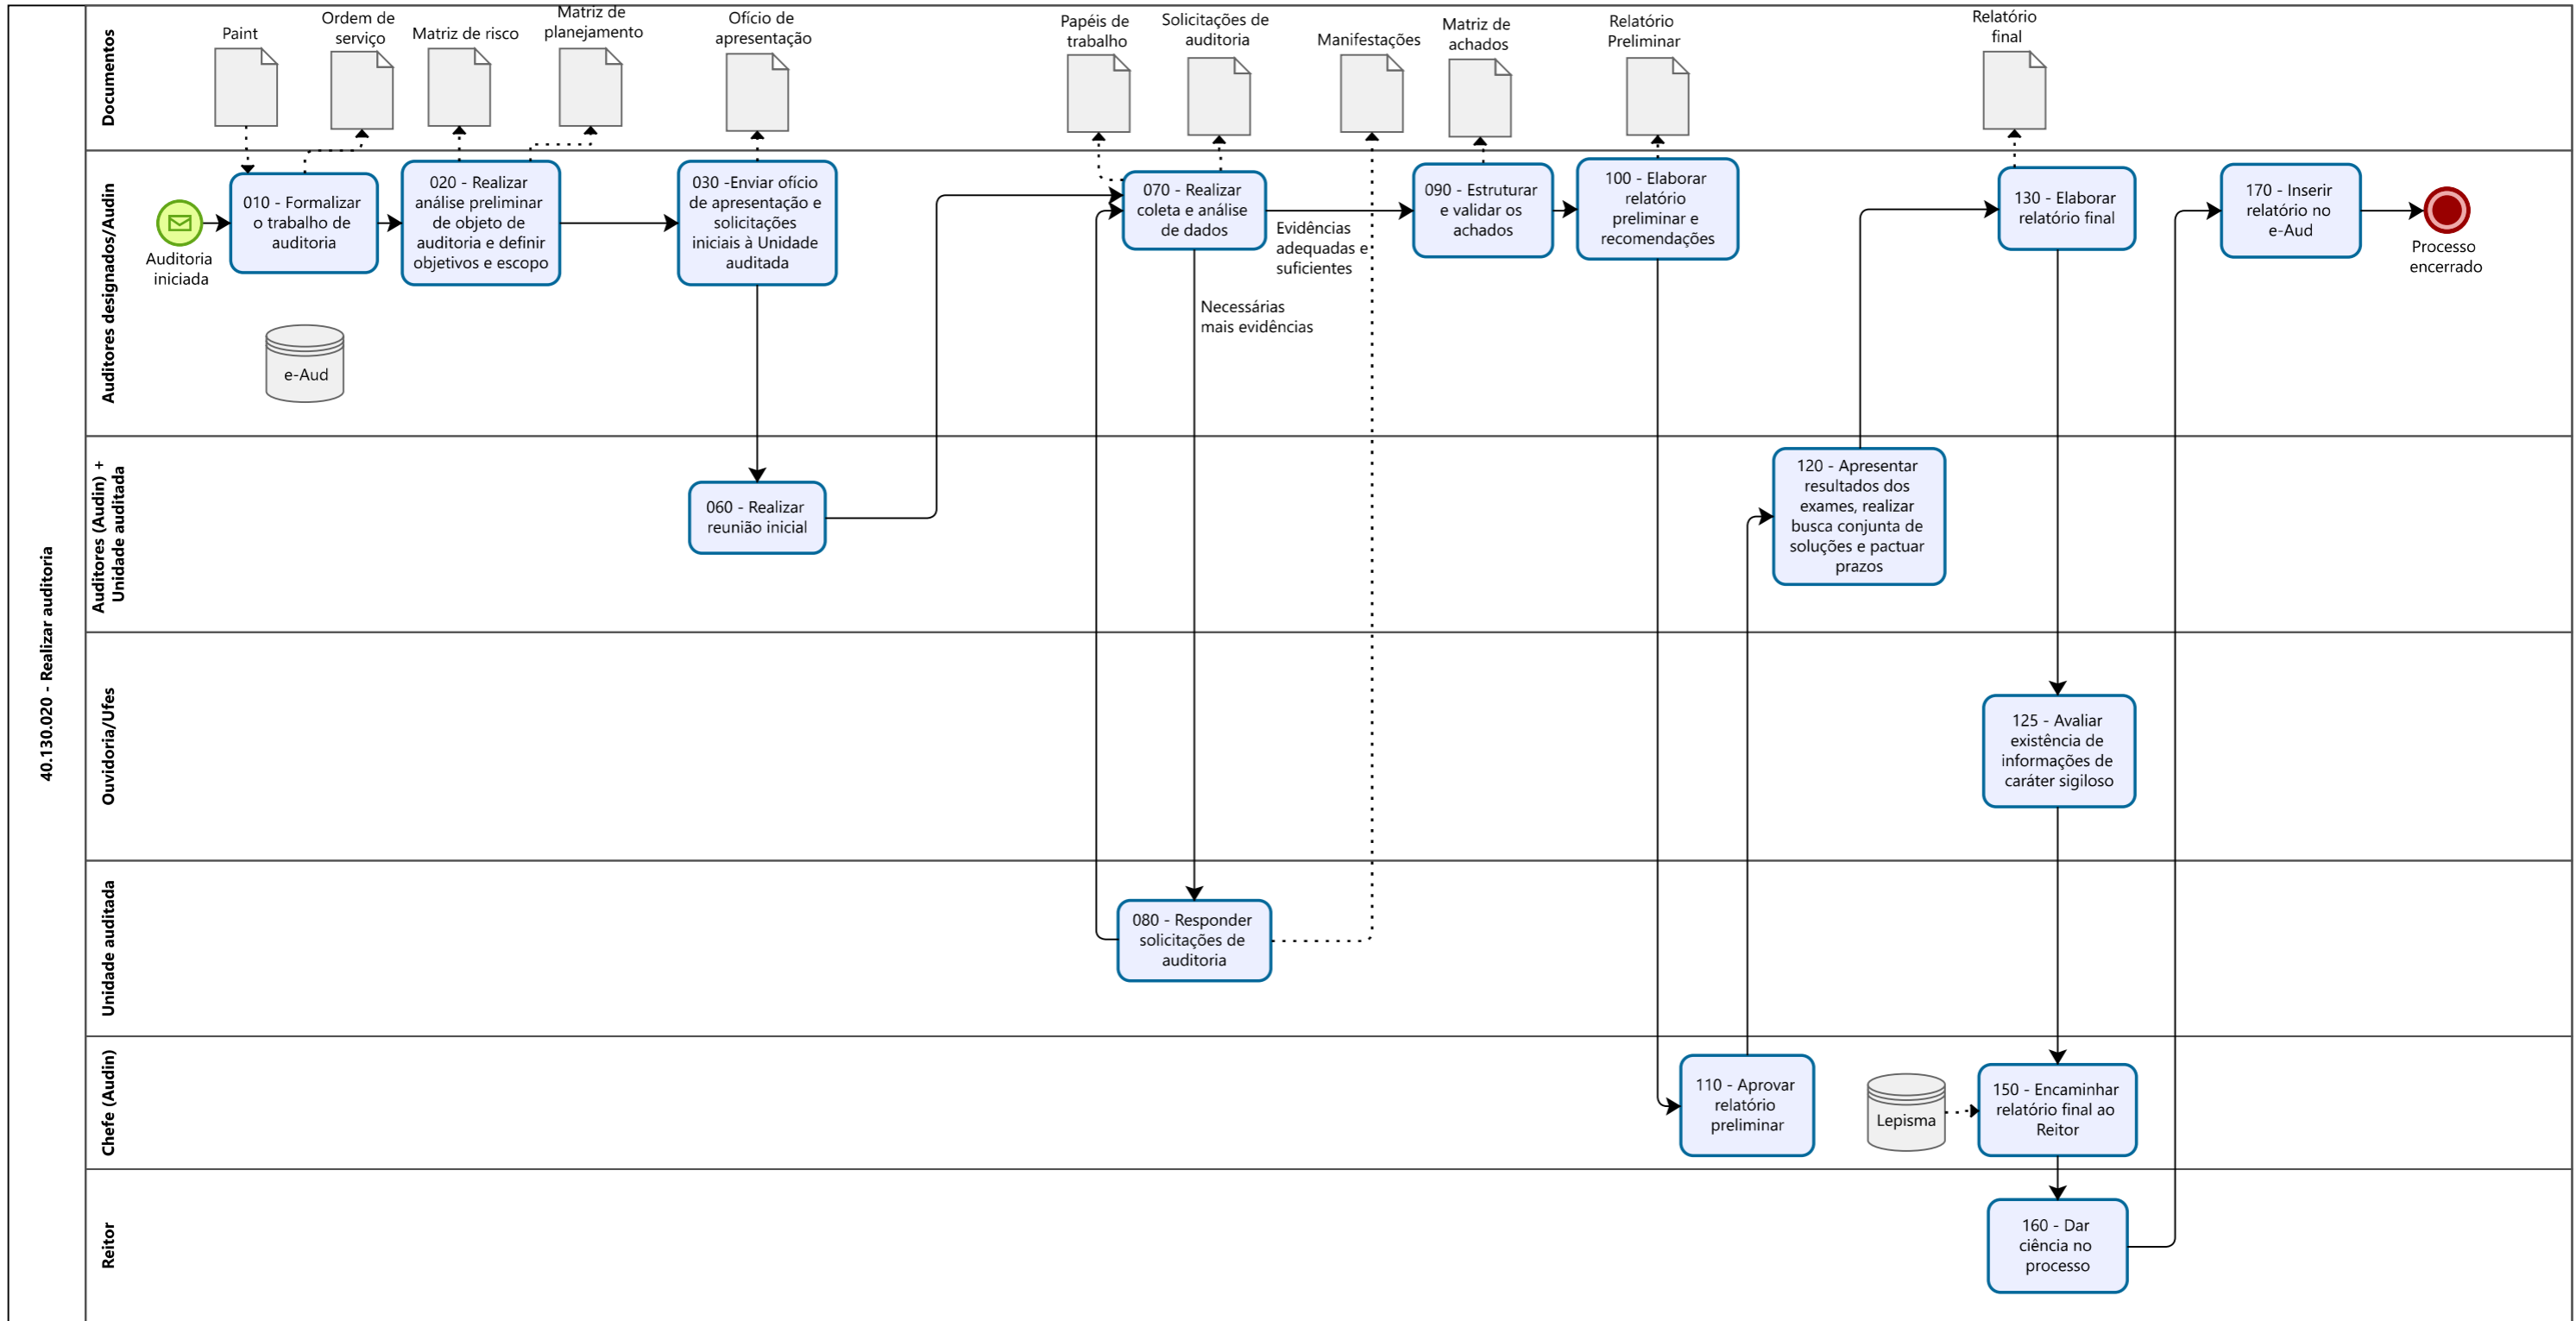 40.130.020 - Realizar auditoria
Documentos
Paint
Ordem de
serviço
Matriz de risco
Matriz de
planejamento
Ofício de
apresentação
Papéis de
trabalho
Solicitações de
auditoria
Manifestações
Matriz de
achados
Relatório
Preliminar
Relatório
final
Auditores designados/Audin
Auditoria
iniciada
010 - Formalizar
o trabalho de
auditoria
020 - Realizar
análise preliminar
de objeto de
auditoria e definir
objetivos e escopo
030 -Enviar ofício
de apresentação e
solicitações
iniciais à Unidade
auditada
070 - Realizar
coleta e análise
de dados
Evidências
adequadas e
suficientes
Necessárias
mais evidências
090 - Estruturar
e validar os
achados
100 - Elaborar
relatório
preliminar e
recomendações
130 - Elaborar
relatório final
170 - Inserir
relatório no
e-Aud
Processo
encerrado
e-Aud
Auditores (Audin) +
Unidade auditada
060 - Realizar
reunião inicial
120 - Apresentar
resultados dos
exames, realizar
busca conjunta de
soluções e pactuar
prazos
Ouvidoria/Ufes
125 - Avaliar
existência de
informações de
caráter sigiloso
Unidade auditada
080 - Responder
solicitações de
auditoria
Chefe (Audin)
110 - Aprovar
relatório
preliminar
Lepisma
150 - Encaminhar
relatório final ao
Reitor
Reitor
160 - Dar
ciência no
processo